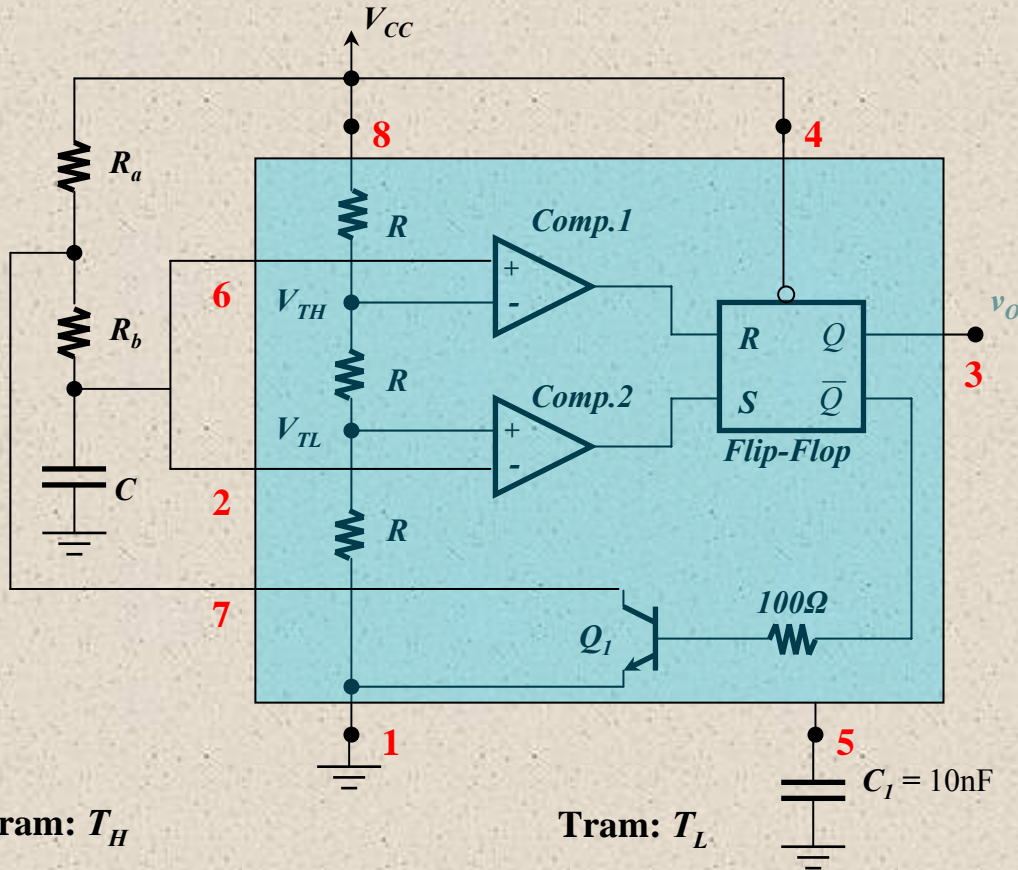 V_CC
8
4
R_a
R
Comp.1
6
V_TH
+
-
R_b
R
R
Q
v_O
3
Comp.2
S
Q̅
V_TL
+
-
Flip-Flop
C
2
R
7
100Ω
Q_1
1
5
C_1 = 10nF
ram: T_H
Tram: T_L